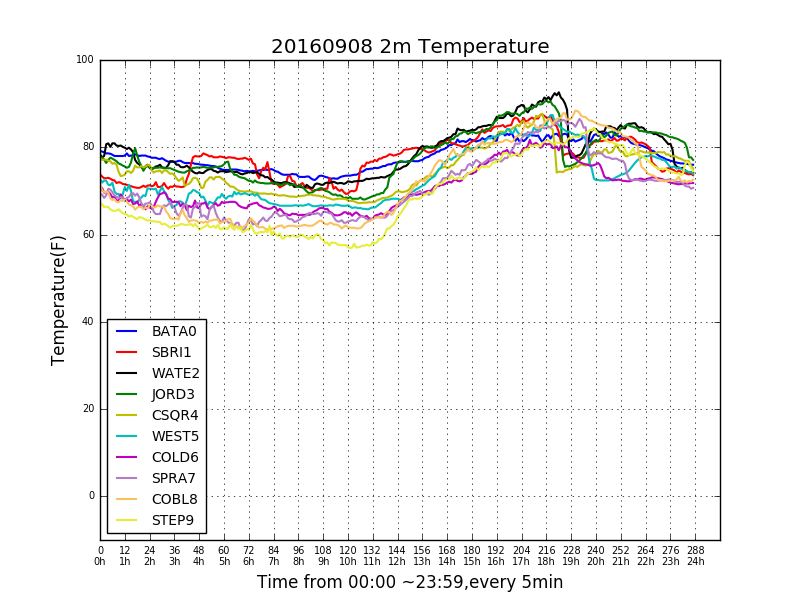 20160908 2m Temperature
100
80
60
40
20
0
Temperature(F)
BATA0
SBRI1
WATE2
JORD3
CSQR4
WEST5
COLD6
SPRA7
COBL8
STEP9
0 12 24 36 48 60 72 84 96 108 120 132 144 156 168 180 192 204 216 228 240 252 264 276 288
0h 1h 2h 3h 4h 5h 6h 7h 8h 9h 10h 11h 12h 13h 14h 15h 16h 17h 18h 19h 20h 21h 22h 23h 24h
Time from 00:00 ~23:59,every 5min